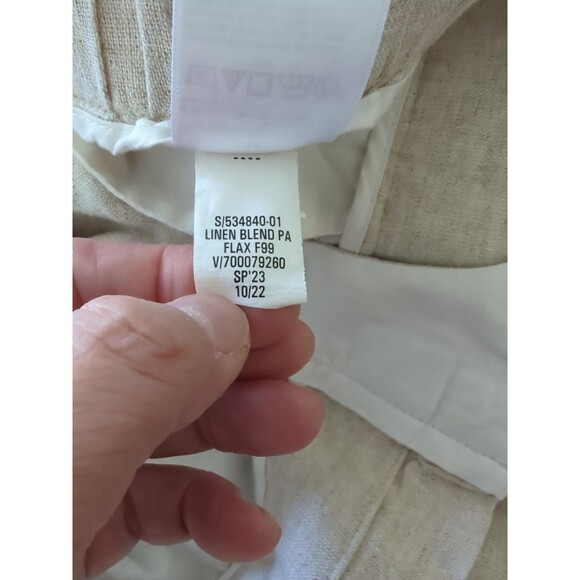 S/534840-01
LINEN BLEND PA
FLAX F99
V/700079260
SP'23
10/22